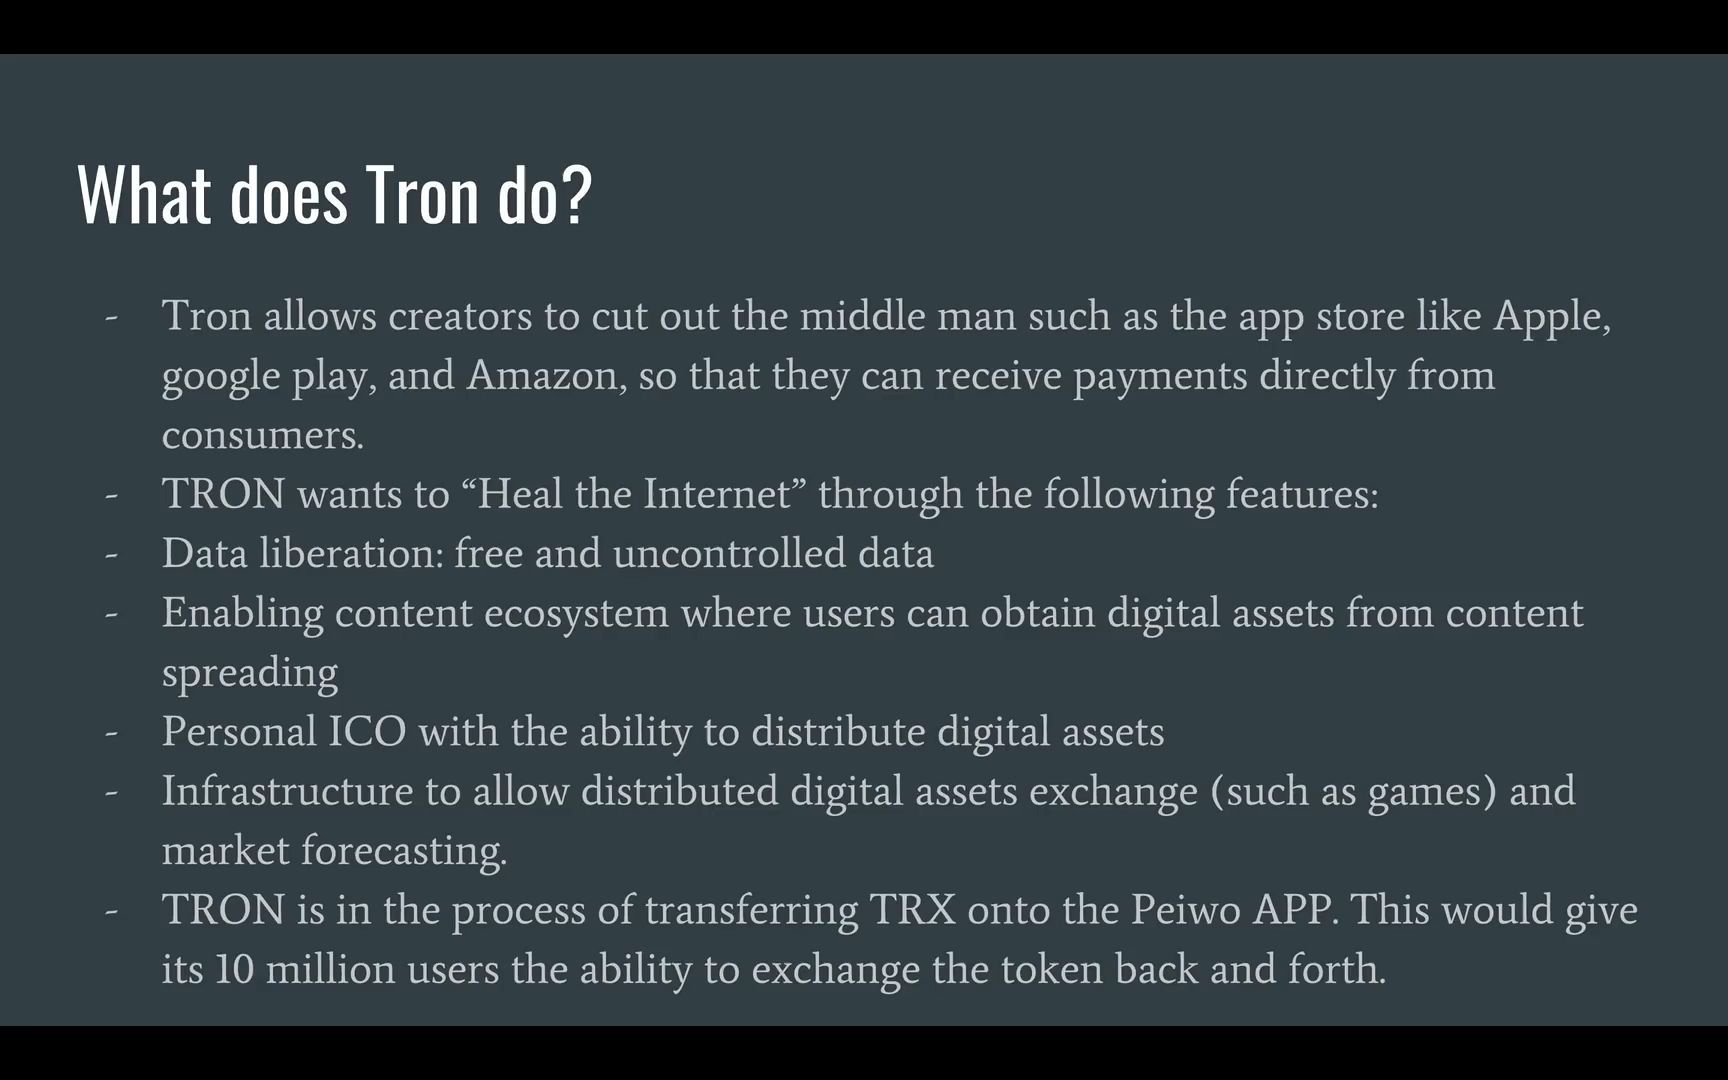 What does Tron do?
- Tron allows creators to cut out the middle man such as the app store like Apple,
google play, and Amazon, so that they can receive payments directly from
consumers.
- TRON wants to “Heal the Internet” through the following features:
- Data liberation: free and uncontrolled data
- Enabling content ecosystem where users can obtain digital assets from content
spreading
- Personal ICO with the ability to distribute digital assets
- Infrastructure to allow distributed digital assets exchange (such as games) and
market forecasting.
- TRON is in the process of transferring TRX onto the Peiwo APP. This would give
its 10 million users the ability to exchange the token back and forth.